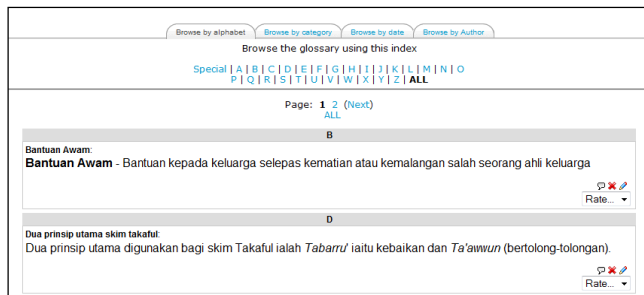 Browse by alphabet Browse by category Browse by date Browse by Author
Browse the glossary using this index
Special | A | B | C | D | E | F | G | H | I | J | K | L | M | N | O
P | Q | R | S | T | U | V | W | X | Y | Z | ALL
Page: 1 2 (Next)
ALL
B
Bantuan Awam:
Bantuan Awam - Bantuan kepada keluarga selepas kematian atau kemalangan salah seorang ahli keluarga
Rate...
D
Dua prinsip utama skim takaful:
Dua prinsip utama digunakan bagi skim Takaful ialah Tabarru' iaitu kebaikan dan Ta'awwun (bertolong-tolongan).
Rate...